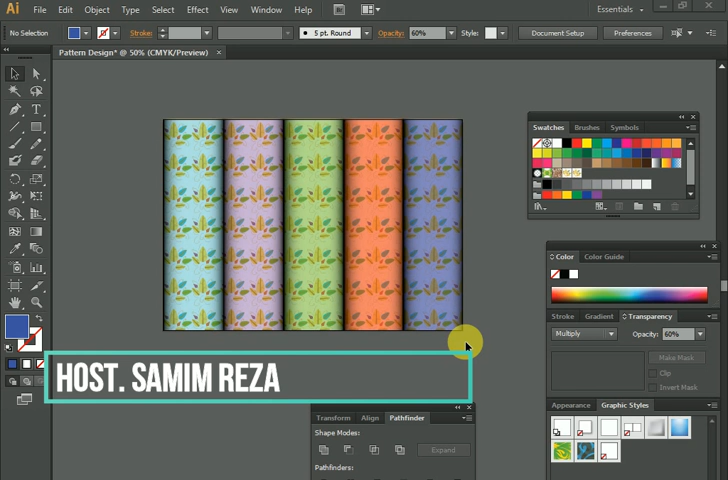 Ai File Edit Object Type Select Effect View Window Help Br Essentials
No Selection Stroke: 5 pt. Round Opacity: 60% Style: Document Setup Preferences
Pattern Design* @ 50% (CMYK/Preview) ×
Swatches Brushes Symbols
Color Color Guide
Stroke Gradient Transparency
Multiply Opacity: 60%
Make Mask
Clip
Invert Mask
HOST. SAMIM REZA
Appearance Graphic Styles
Transform Align Pathfinder
Shape Modes:
Expand
Pathfinders: